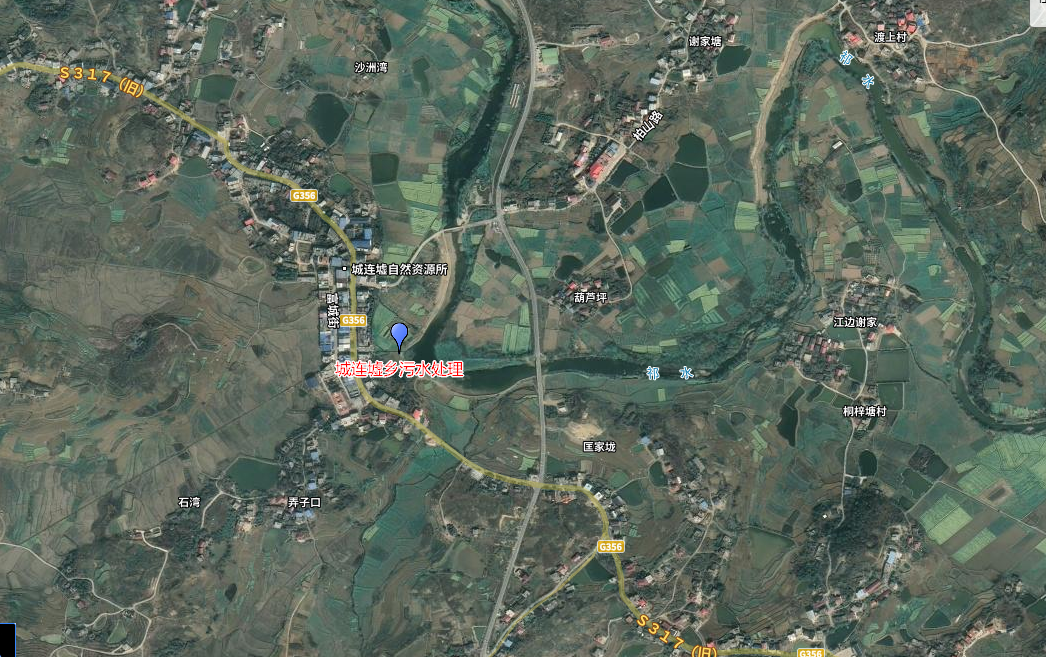 渡上村
谢家塘
祁水
沙洲湾
S317(旧)
柏山路
G356
城连墟自然资源所
葫芦坪
G356
江边谢家
城连墟乡污水处理
祁水
桐梓塘村
匡家垅
石湾
弄子口
G356
S317(旧)
G356